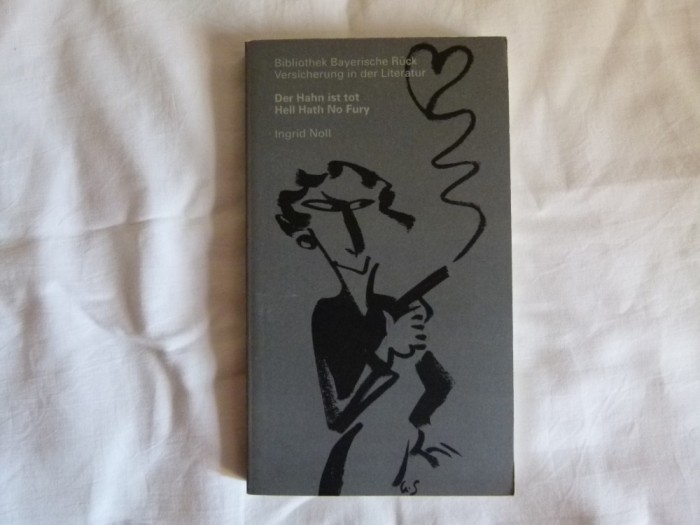 Bibliothek Bayerische Rück
Versicherung in der Literatur
Der Hahn ist tot
Hell Hath No Fury
Ingrid Noll